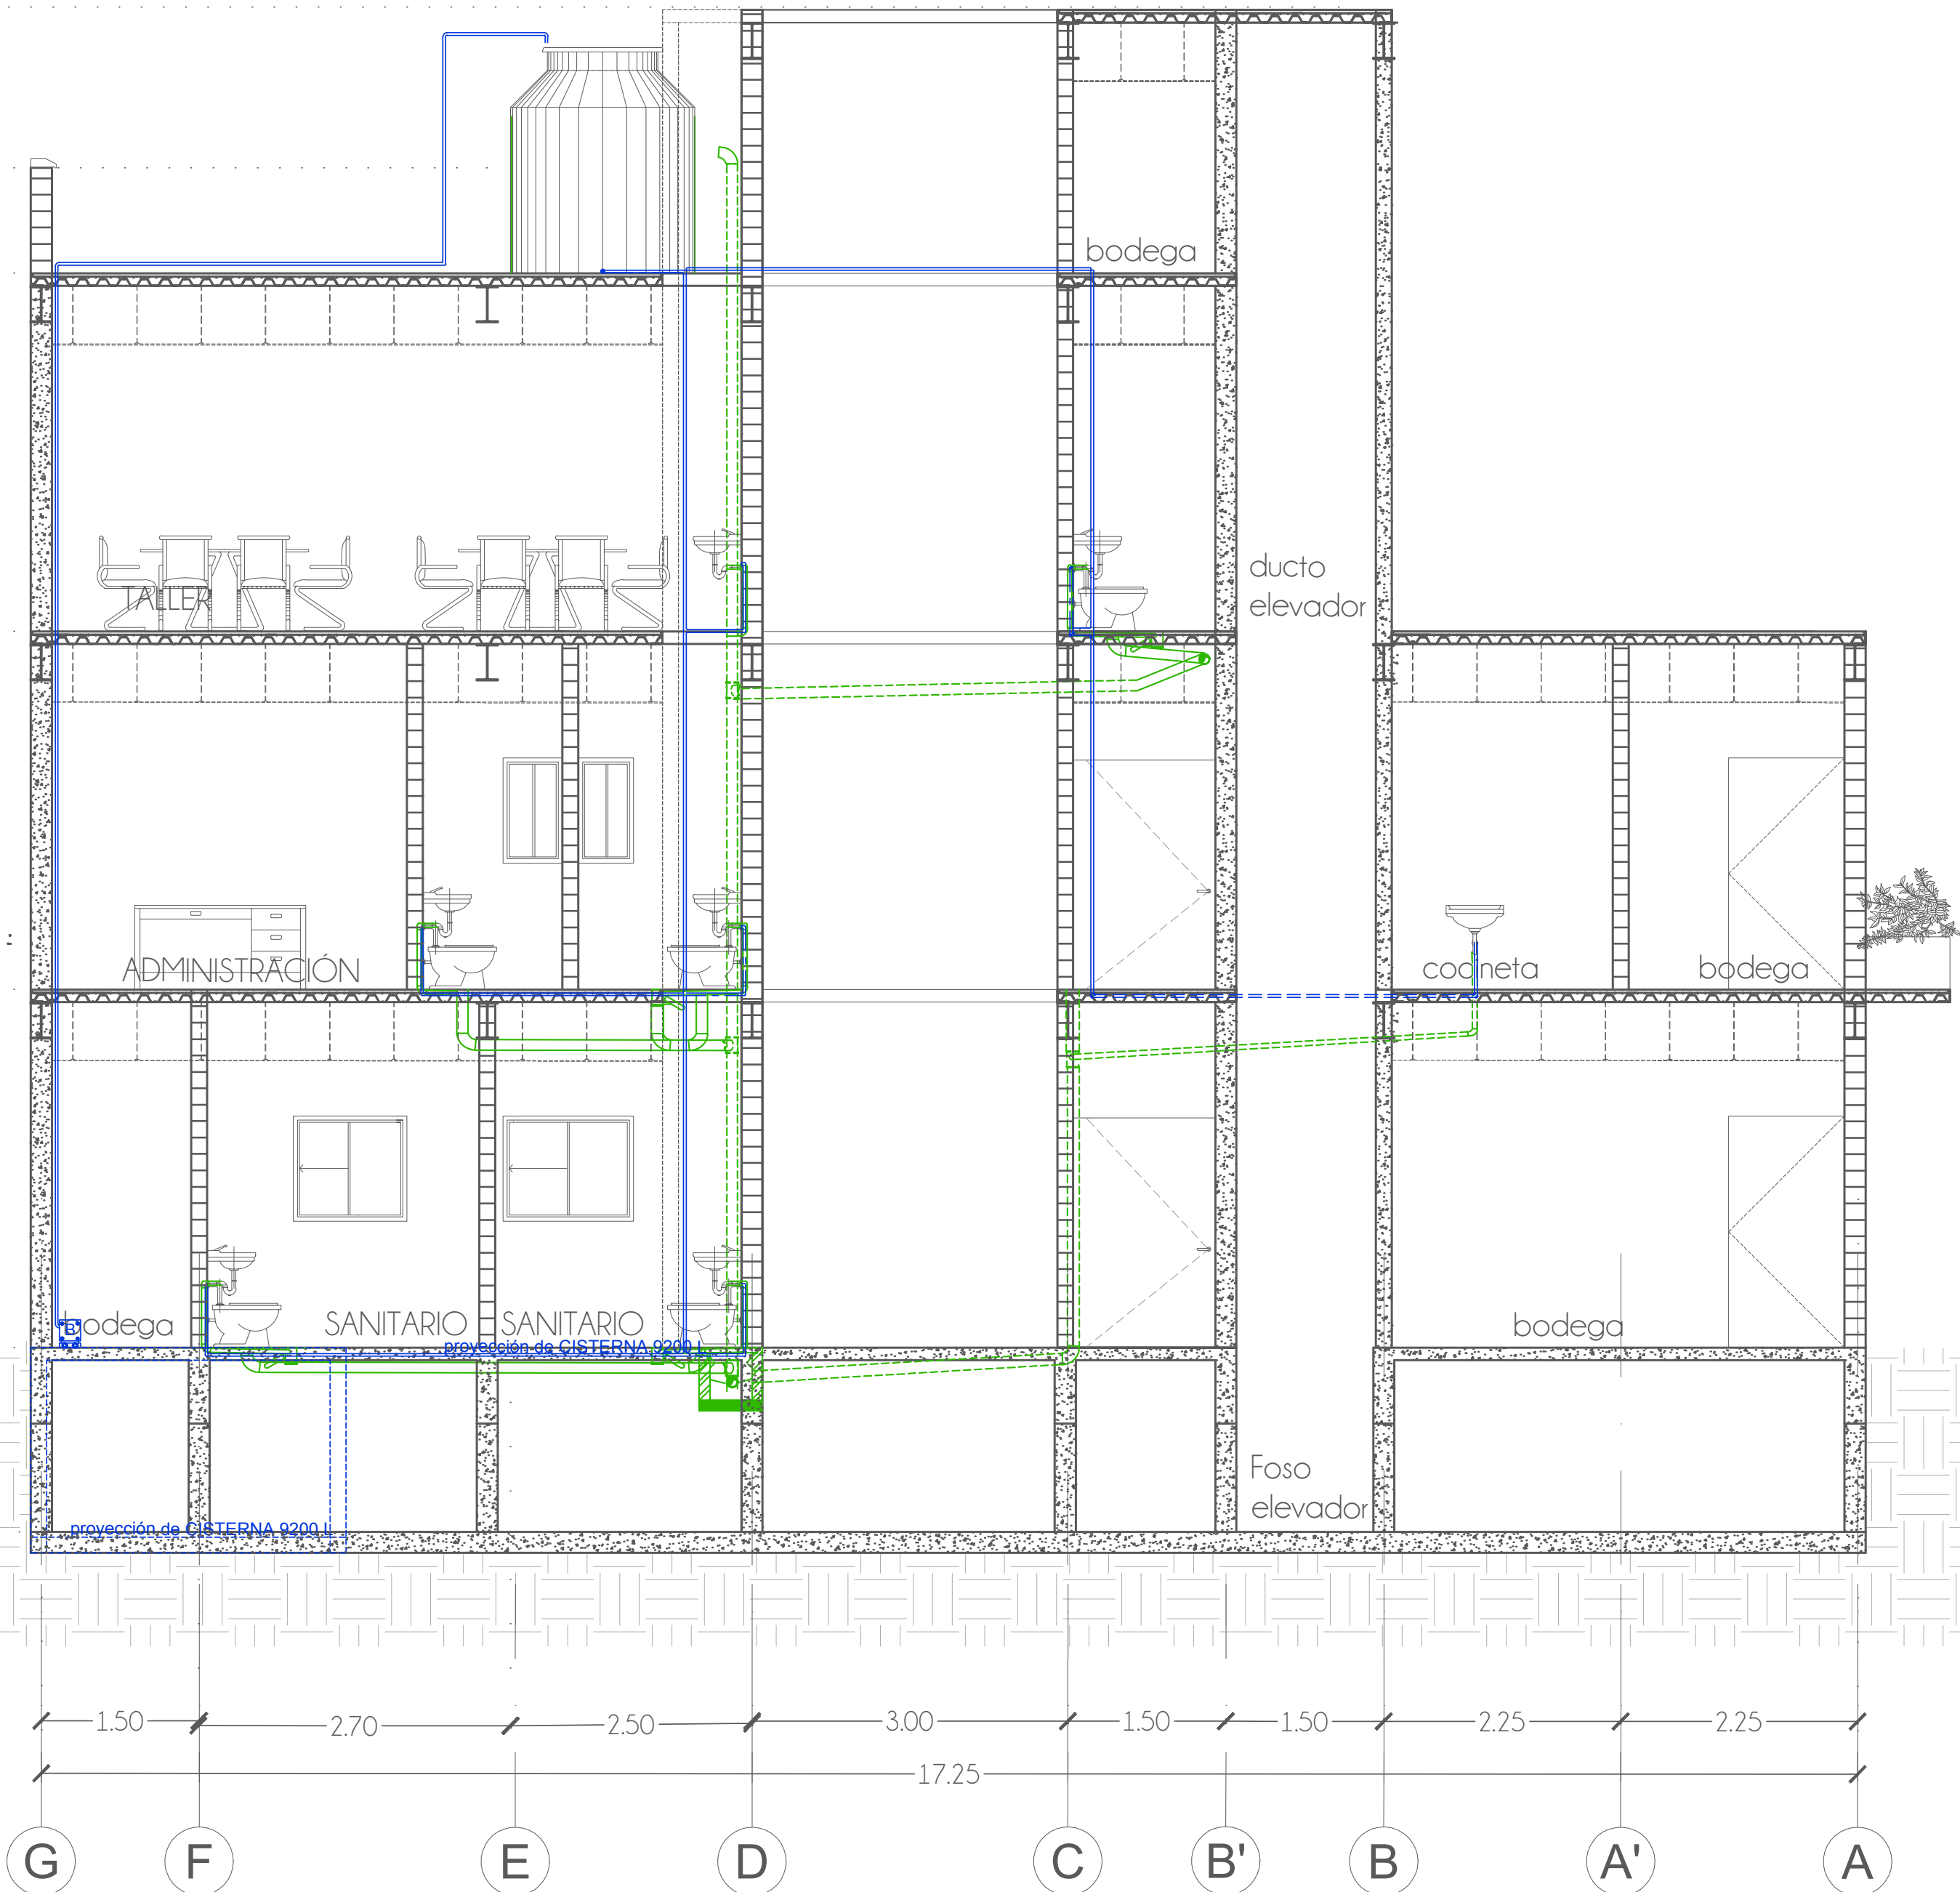 bodega
ducto
elevador
TALLER
ADMINISTRACIÓN
cocineta
bodega
B
bodega
SANITARIO
SANITARIO
bodega
proyección de CISTERNA 9200 L
Foso
elevador
proyección de CISTERNA 9200 L
1.50
2.70
2.50
3.00
1.50
1.50
2.25
2.25
17.25
G
F
E
D
C
B'
B
A'
A